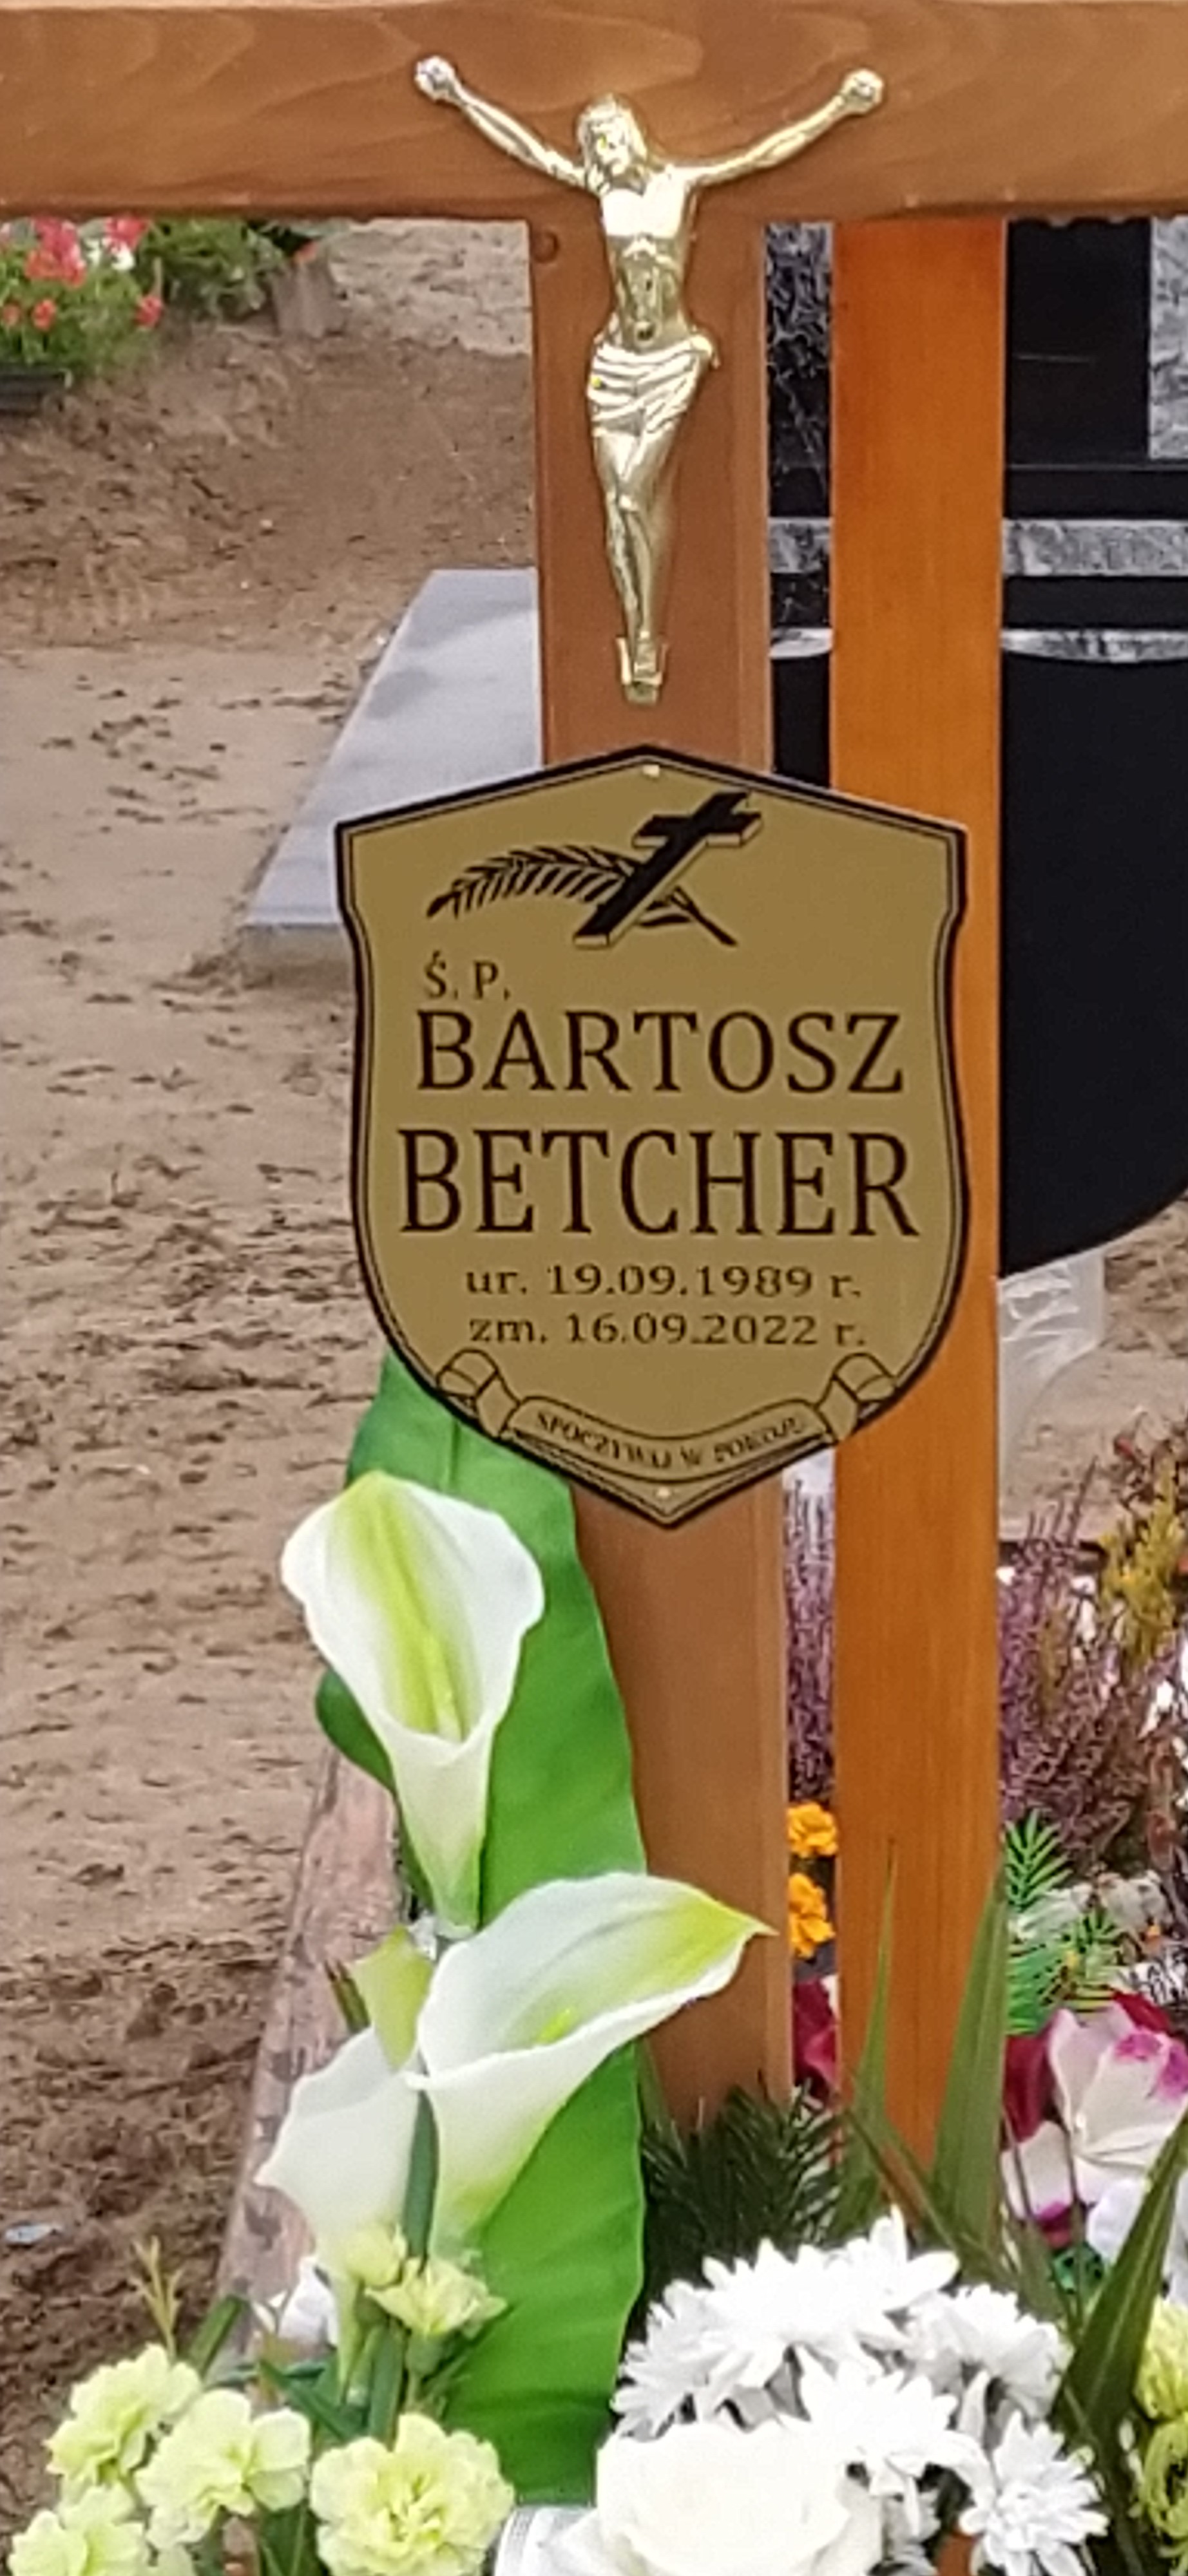 Ś. P.
BARTOSZ
BETCHER
ur. 19.09.1989 r.
zm. 16.09.2022 r.
SPOCZYWAJ W POKOJU